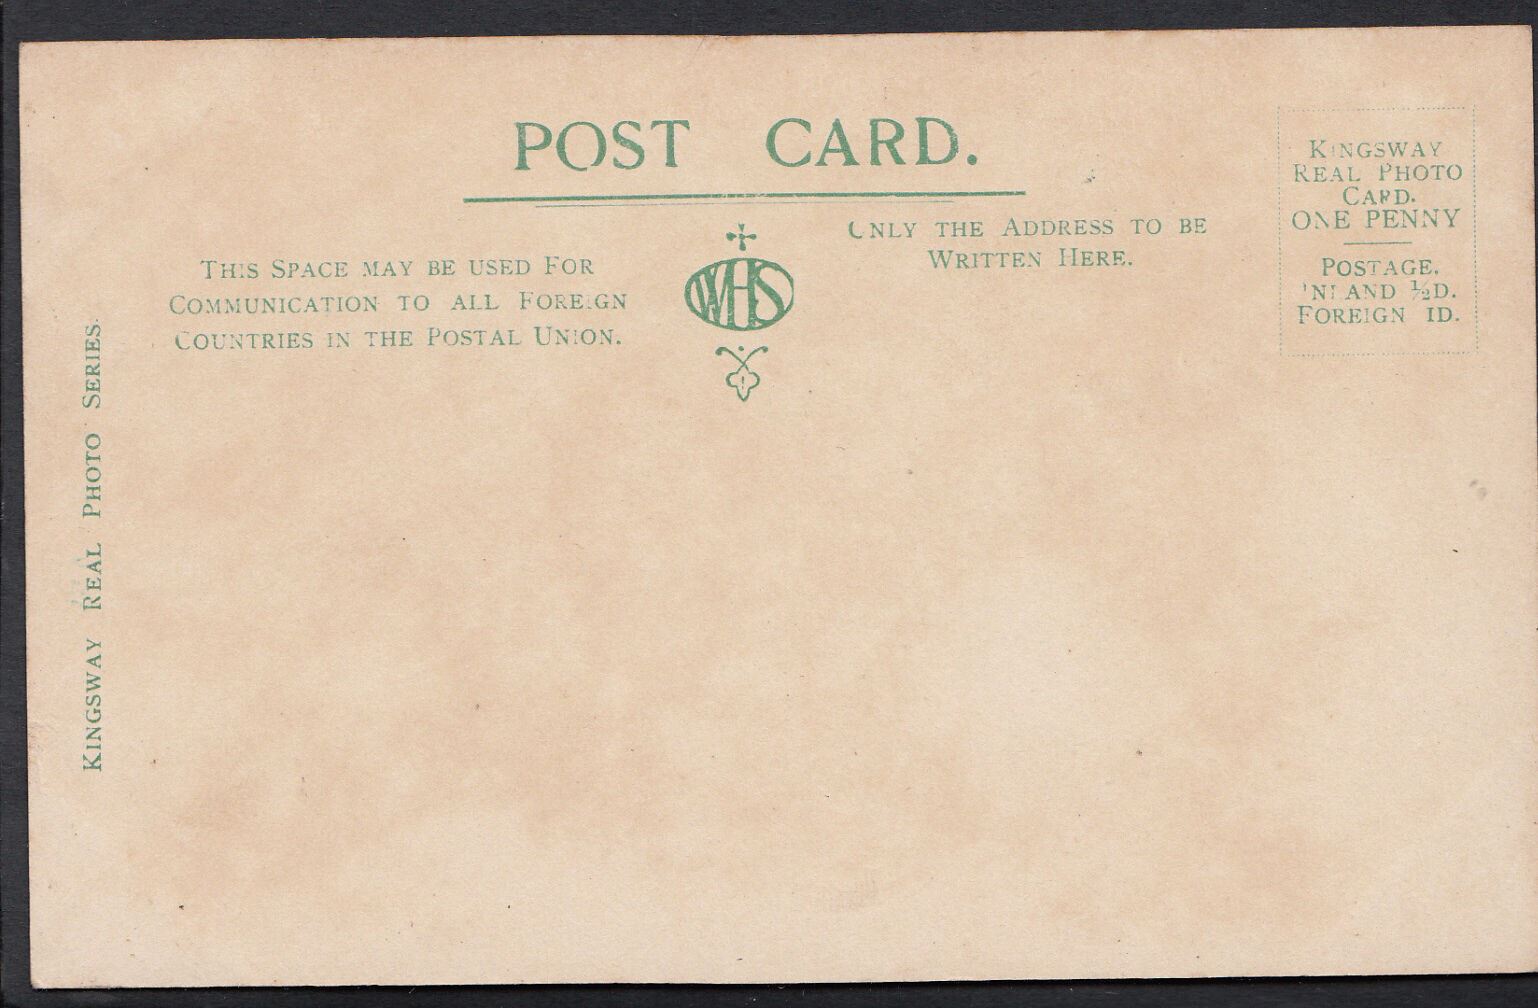 POST CARD.
THIS SPACE MAY BE USED FOR
COMMUNICATION TO ALL FOREIGN
COUNTRIES IN THE POSTAL UNION.
WHS
ONLY THE ADDRESS TO BE
WRITTEN HERE.
KINGSWAY
REAL PHOTO
CARD.
ONE PENNY
POSTAGE.
INLAND ½D.
FOREIGN 1D.
KINGSWAY REAL PHOTO SERIES.